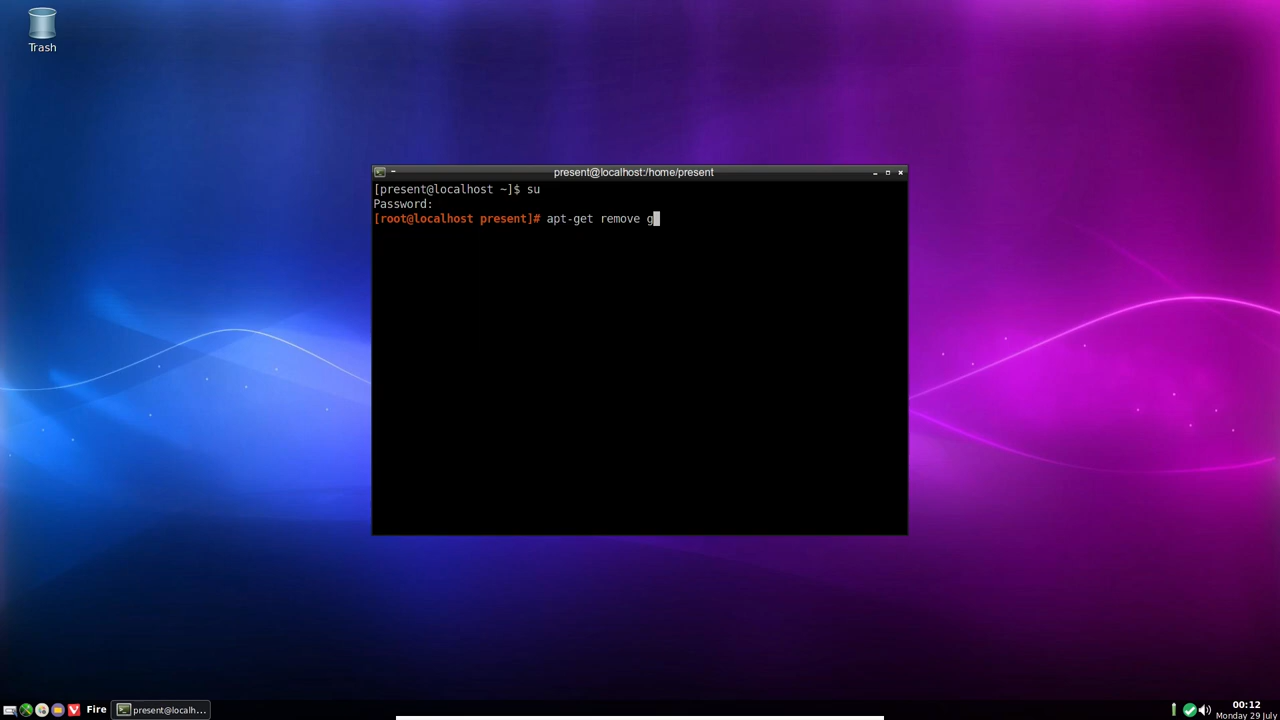 Trash
present@localhost:/home/present
[present@localhost ~]$ su
Password:
[root@localhost present]# apt-get remove g
Fire
present@localh...
00:12
Monday 29 July